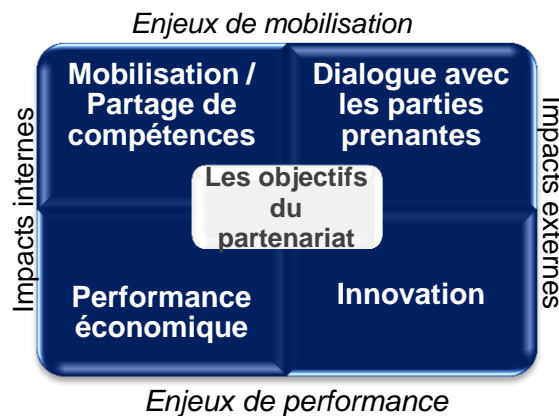 Enjeux de mobilisation
Mobilisation /
Partage de
compétences
Dialogue avec
les parties
prenantes
Impacts internes
Impacts externes
Les objectifs
du
partenariat
Performance
économique
Innovation
Enjeux de performance